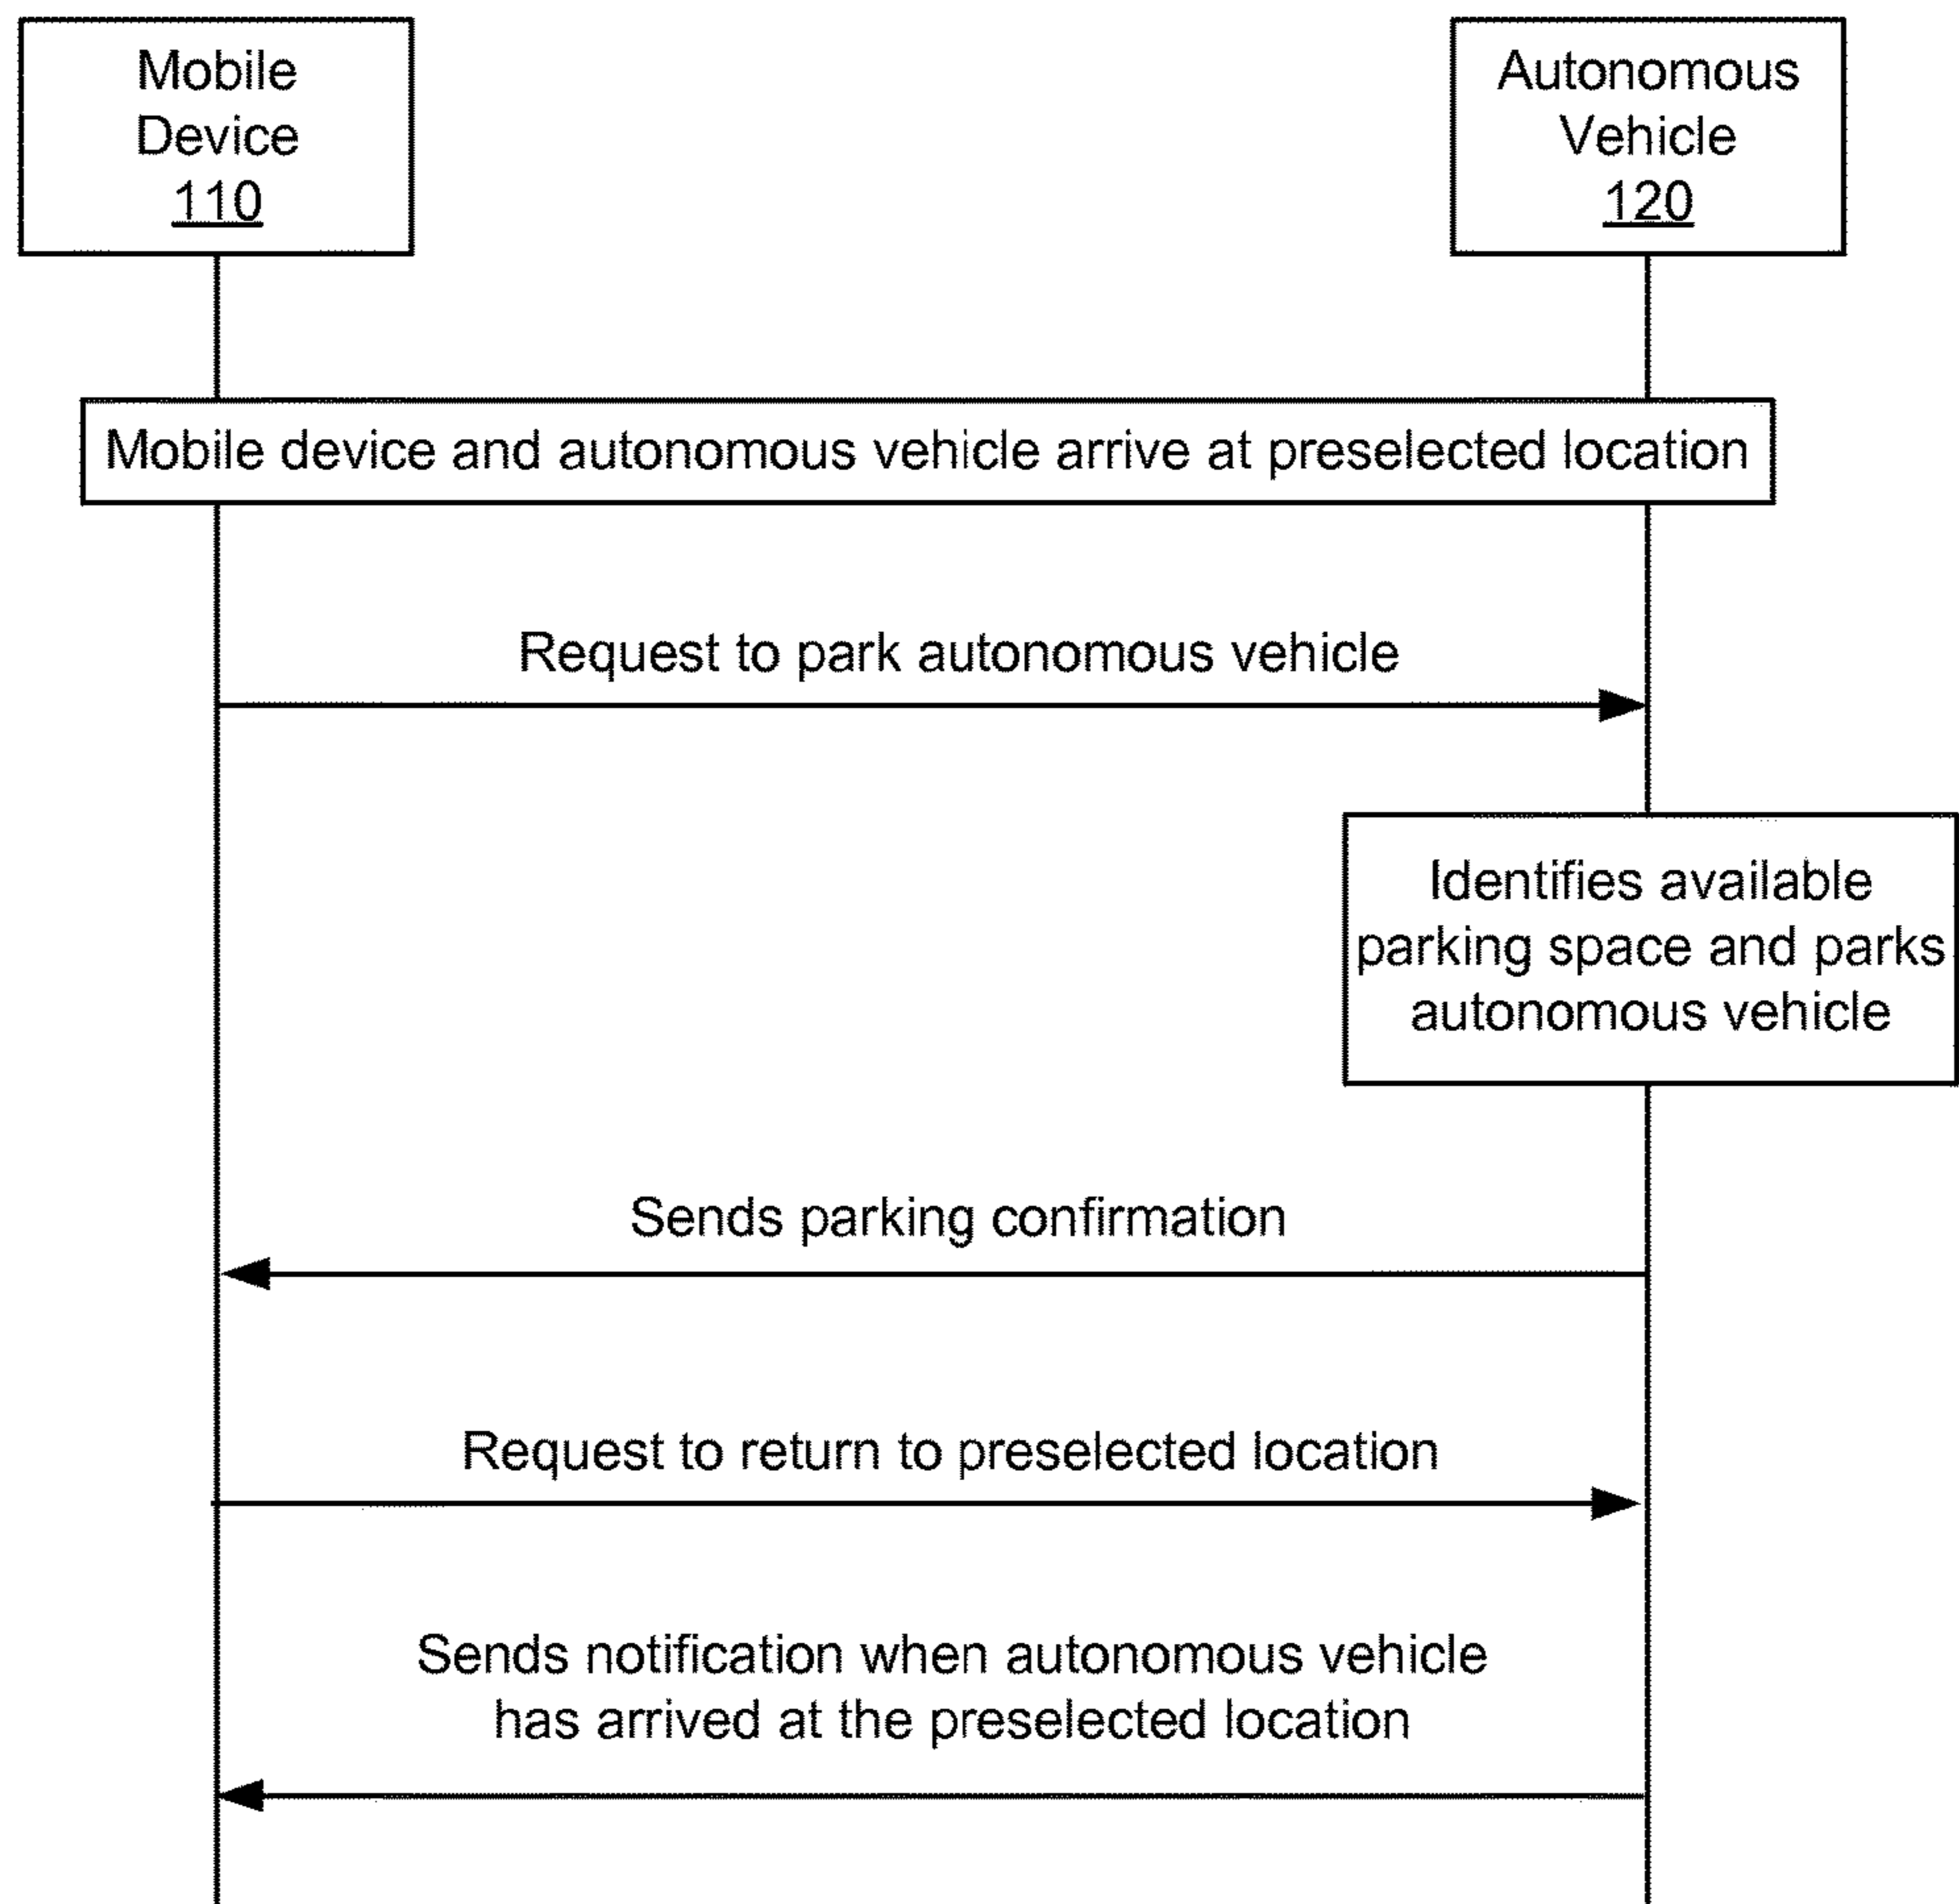 Mobile
Device
110
Autonomous
Vehicle
120
Mobile device and autonomous vehicle arrive at preselected location
Request to park autonomous vehicle
Identifies available
parking space and parks
autonomous vehicle
Sends parking confirmation
Request to return to preselected location
Sends notification when autonomous vehicle
has arrived at the preselected location